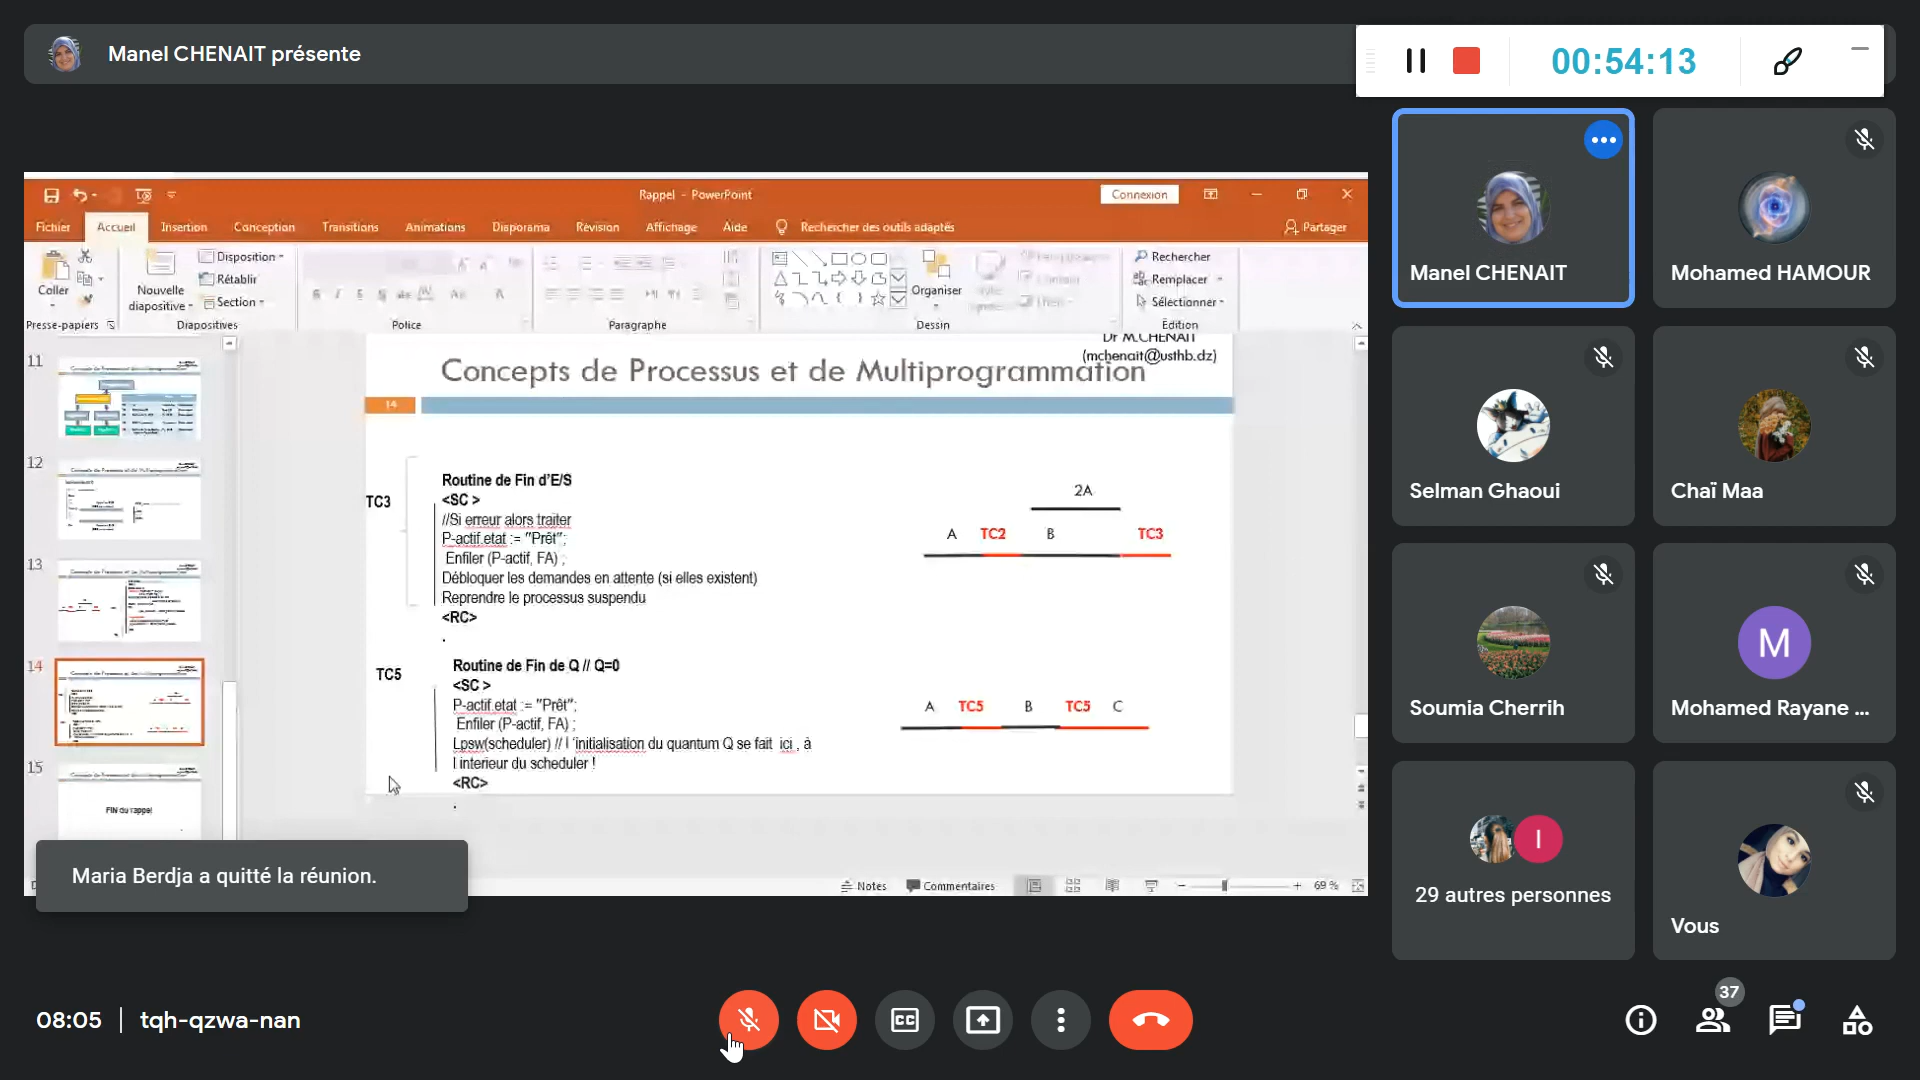 Manel CHENAIT présente
00:54:13
Rappel - PowerPoint
Connexion
Fichier Accueil Insertion Conception Transitions Animations Diaporama Révision Affichage Aide Rechercher des outils adaptés Partager
Coller
Nouvelle diapositive
Disposition
Rétablir
Section
Organiser
Rechercher
Remplacer
Sélectionner
Presse-papiers Diapositives Police Paragraphe Dessin Édition
11
12
13
14
15
FIN du rappel
Dr M.CHENAIT
(mchenait@usthb.dz)
Concepts de Processus et de Multiprogrammation
14
TC3
Routine de Fin d'E/S
<SC >
//Si erreur alors traiter
P-actif.etat := "Prêt";
Enfiler (P-actif, FA) ;
Débloquer les demandes en attente (si elles existent)
Reprendre le processus suspendu
<RC>
.
2A
A TC2 B TC3
TC5
Routine de Fin de Q // Q=0
<SC >
P-actif.etat := "Prêt";
Enfiler (P-actif, FA) ;
Lpsw(scheduler) // l 'initialisation du quantum Q se fait ici , à
l interieur du scheduler !
<RC>
.
A TC5 B TC5 C
Notes Commentaires 69 %
Maria Berdja a quitté la réunion.
Manel CHENAIT
Mohamed HAMOUR
Selman Ghaoui
Chaï Maa
Soumia Cherrih
M
Mohamed Rayane ...
I
29 autres personnes
Vous
08:05 | tqh-qzwa-nan
CC
37